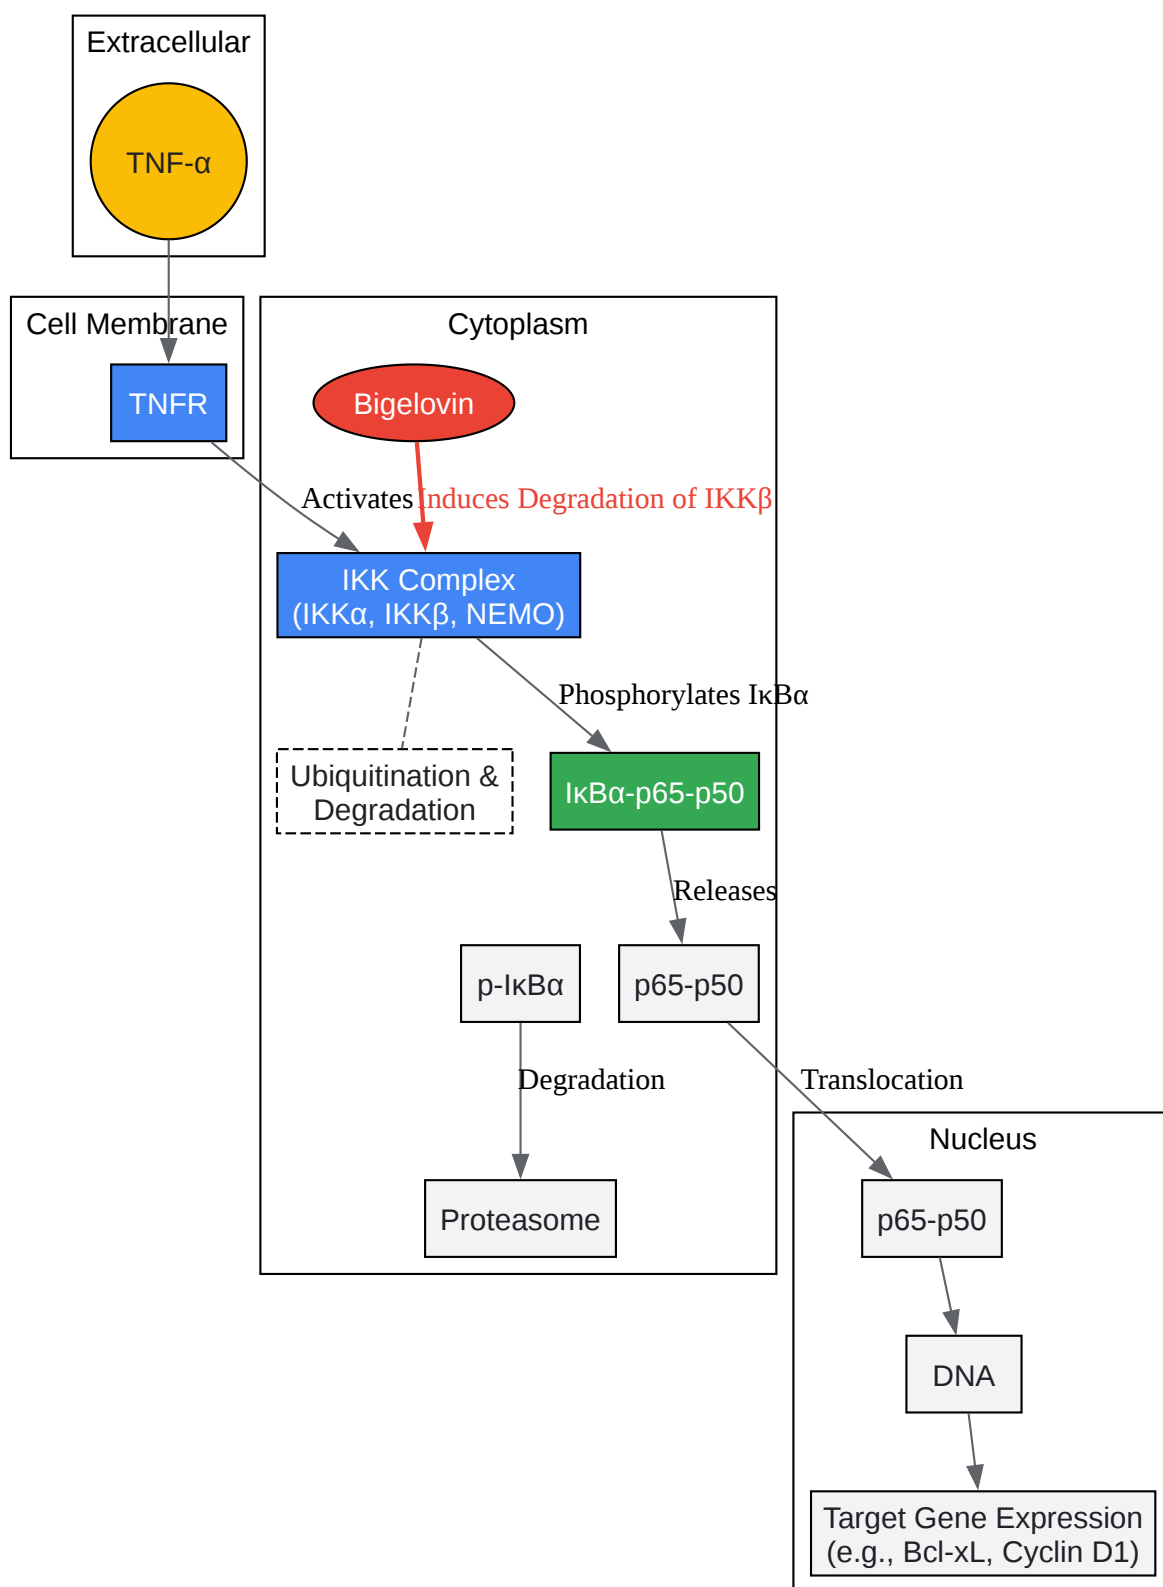 Extracellular
TNF-α
Cell Membrane
TNFR
Cytoplasm
Bigelovin
Activates
Induces Degradation of IKKβ
IKK Complex
(IKKα, IKKβ, NEMO)
Phosphorylates IκBα
Ubiquitination &
Degradation
IκBα-p65-p50
Releases
p-IκBα
p65-p50
Degradation
Translocation
Proteasome
Nucleus
p65-p50
DNA
Target Gene Expression
(e.g., Bcl-xL, Cyclin D1)